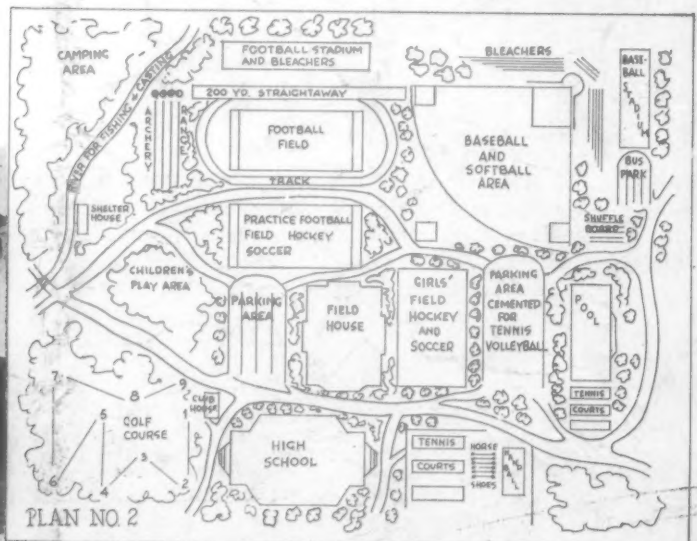 CAMPING
AREA
RIVER FOR FISHING & CASTING
FOOTBALL STADIUM
AND BLEACHERS
BLEACHERS
BASE-
BALL
STADIUM
200 YD. STRAIGHTAWAY
ARCHERY
RANGE
FOOTBALL
FIELD
BASEBALL
AND
SOFTBALL
AREA
BUS
PARK
TRACK
SHELTER
HOUSE
PRACTICE FOOTBALL
FIELD HOCKEY
SOCCER
SHUFFLE
BOARD
CHILDREN'S
PLAY AREA
PARKING
AREA
FIELD
HOUSE
GIRLS'
FIELD
HOCKEY
AND
SOCCER
PARKING
AREA
CEMENTED
FOR
TENNIS
VOLLEYBALL
POOL
TENNIS
COURTS
7
8
9
CLUB
HOUSE
1
6
GOLF
COURSE
3
6
4
2
HIGH
SCHOOL
TENNIS
COURTS
HORSE
SHOES
HAND
BALL
PLAN NO. 2